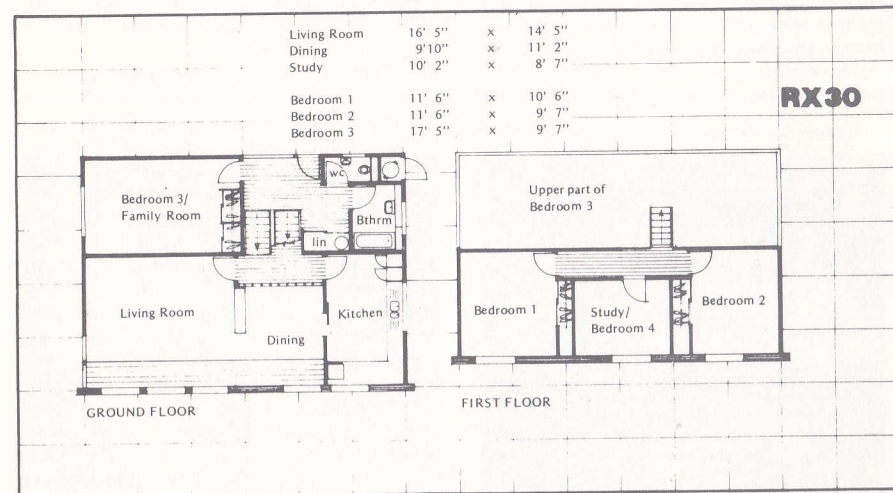 Living Room 16' 5" x 14' 5"
Dining 9'10" x 11' 2"
Study 10' 2" x 8' 7"
Bedroom 1 11' 6" x 10' 6"
Bedroom 2 11' 6" x 9' 7"
Bedroom 3 17' 5" x 9' 7"
RX30
Bedroom 3/
Family Room
wc
Bthrm
lin
Living Room
Dining
Kitchen
GROUND FLOOR
Upper part of
Bedroom 3
Bedroom 1
Study/
Bedroom 4
Bedroom 2
FIRST FLOOR